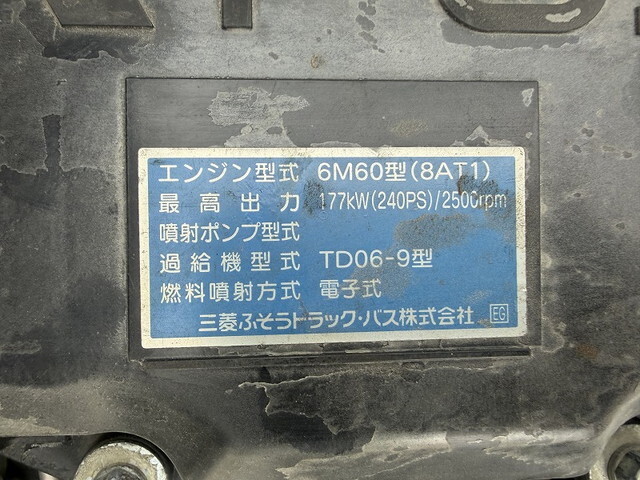 エンジン型式 6M60型(8AT1)
最高出力 177kW(240PS)/2500rpm
噴射ポンプ型式
過給機型式 TD06-9型
燃料噴射方式 電子式
三菱ふそうトラック・バス株式会社 EG